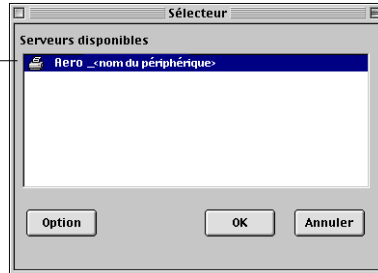 Sélecteur
Serveurs disponibles
Aero _<nom du périphérique>
Option OK Annuler